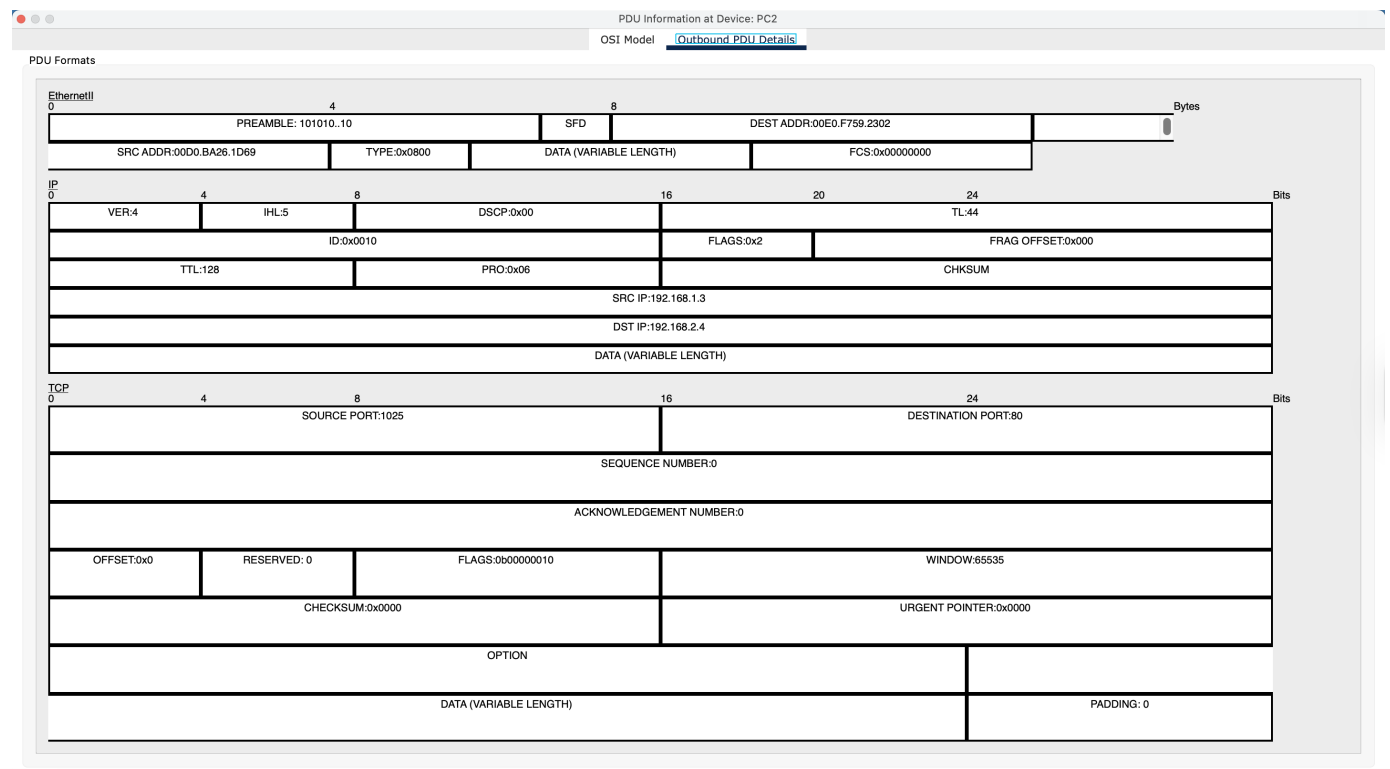 PDU Information at Device: PC2
OSI Model Outbound PDU Details
PDU Formats
EthernetII
0 4 8 Bytes
PREAMBLE: 101010..10 SFD DEST ADDR:00E0.F759.2302
SRC ADDR:00D0.BA26.1D69 TYPE:0x0800 DATA (VARIABLE LENGTH) FCS:0x00000000
IP
0 4 8 16 20 24 Bits
VER:4 IHL:5 DSCP:0x00 TL:44
ID:0x0010 FLAGS:0x2 FRAG OFFSET:0x000
TTL:128 PRO:0x06 CHKSUM
SRC IP:192.168.1.3
DST IP:192.168.2.4
DATA (VARIABLE LENGTH)
TCP
0 4 8 16 24 Bits
SOURCE PORT:1025 DESTINATION PORT:80
SEQUENCE NUMBER:0
ACKNOWLEDGEMENT NUMBER:0
OFFSET:0x0 RESERVED: 0 FLAGS:0b00000010 WINDOW:65535
CHECKSUM:0x0000 URGENT POINTER:0x0000
OPTION
DATA (VARIABLE LENGTH) PADDING: 0